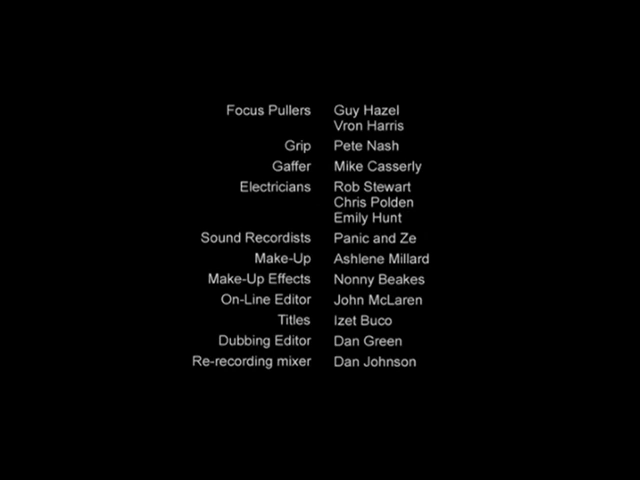 Focus Pullers Guy Hazel
Vron Harris
Grip Pete Nash
Gaffer Mike Casserly
Electricians Rob Stewart
Chris Polden
Emily Hunt
Sound Recordists Panic and Ze
Make-Up Ashlene Millard
Make-Up Effects Nonny Beakes
On-Line Editor John McLaren
Titles Izet Buco
Dubbing Editor Dan Green
Re-recording mixer Dan Johnson